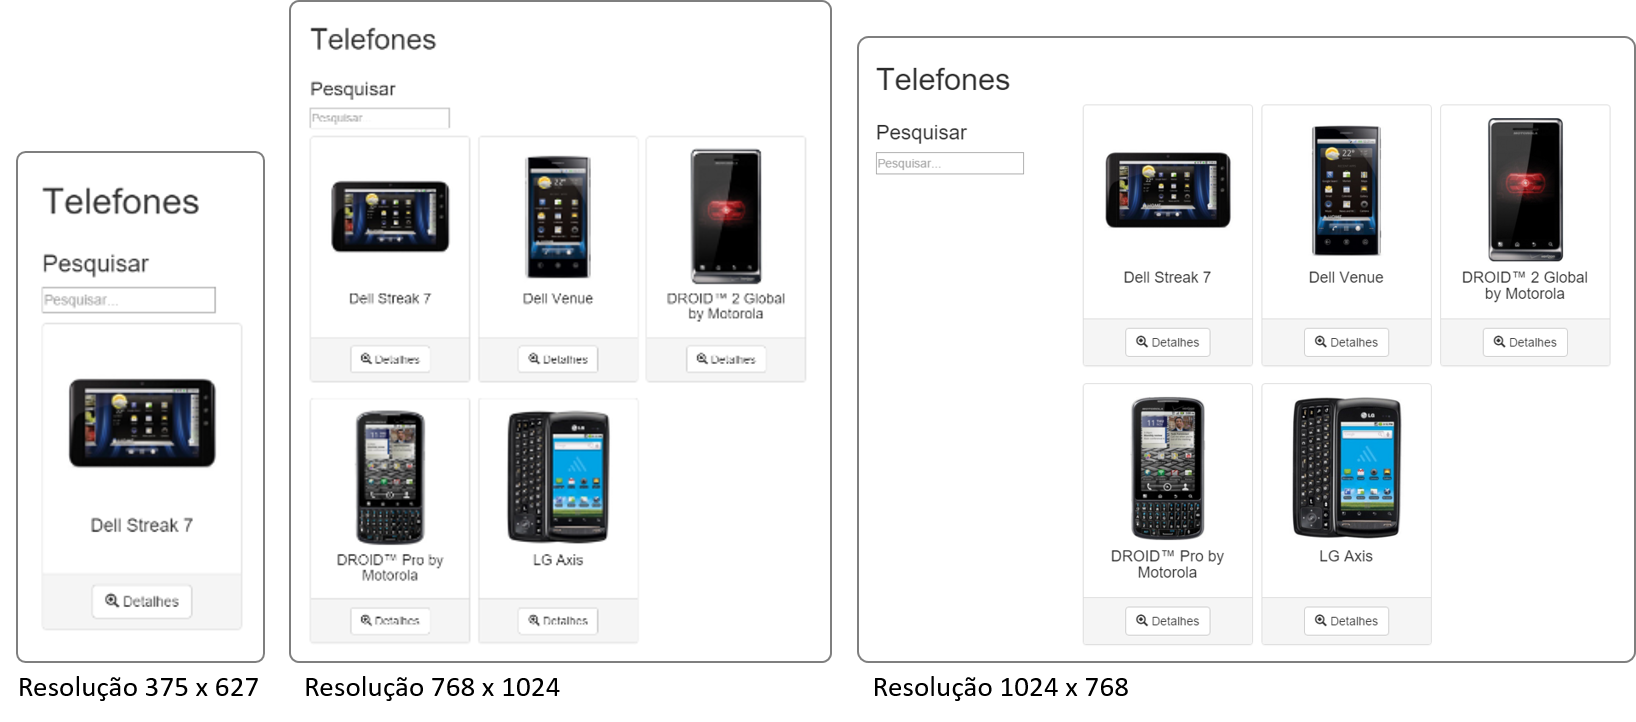 Telefones
Pesquisar
Pesquisar...
Dell Streak 7
Detalhes
Resolução 375 x 627
Telefones
Pesquisar
Pesquisar...
Dell Streak 7
Dell Venue
DROID™ 2 Global
by Motorola
Detalhes
Detalhes
Detalhes
DROID™ Pro by
Motorola
LG Axis
Detalhes
Detalhes
Resolução 768 x 1024
Telefones
Pesquisar
Pesquisar...
Dell Streak 7
Dell Venue
DROID™ 2 Global
by Motorola
Detalhes
Detalhes
Detalhes
DROID™ Pro by
Motorola
LG Axis
Detalhes
Detalhes
Resolução 1024 x 768